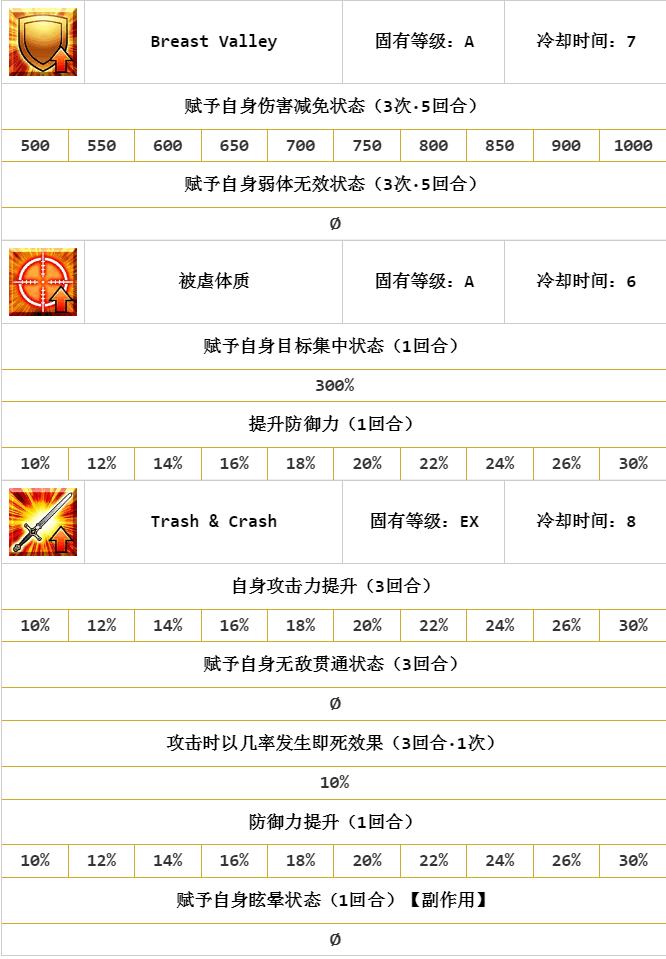 Breast Valley 固有等级：A 冷却时间：7
赋予自身伤害减免状态（3次·5回合）
500 550 600 650 700 750 800 850 900 1000
赋予自身弱体无效状态（3次·5回合）
Ø
被虐体质 固有等级：A 冷却时间：6
赋予自身目标集中状态（1回合）
300%
提升防御力（1回合）
10% 12% 14% 16% 18% 20% 22% 24% 26% 30%
Trash & Crash 固有等级：EX 冷却时间：8
自身攻击力提升（3回合）
10% 12% 14% 16% 18% 20% 22% 24% 26% 30%
赋予自身无敌贯通状态（3回合）
Ø
攻击时以几率发生即死效果（3回合·1次）
10%
防御力提升（1回合）
10% 12% 14% 16% 18% 20% 22% 24% 26% 30%
赋予自身眩晕状态（1回合）【副作用】
Ø